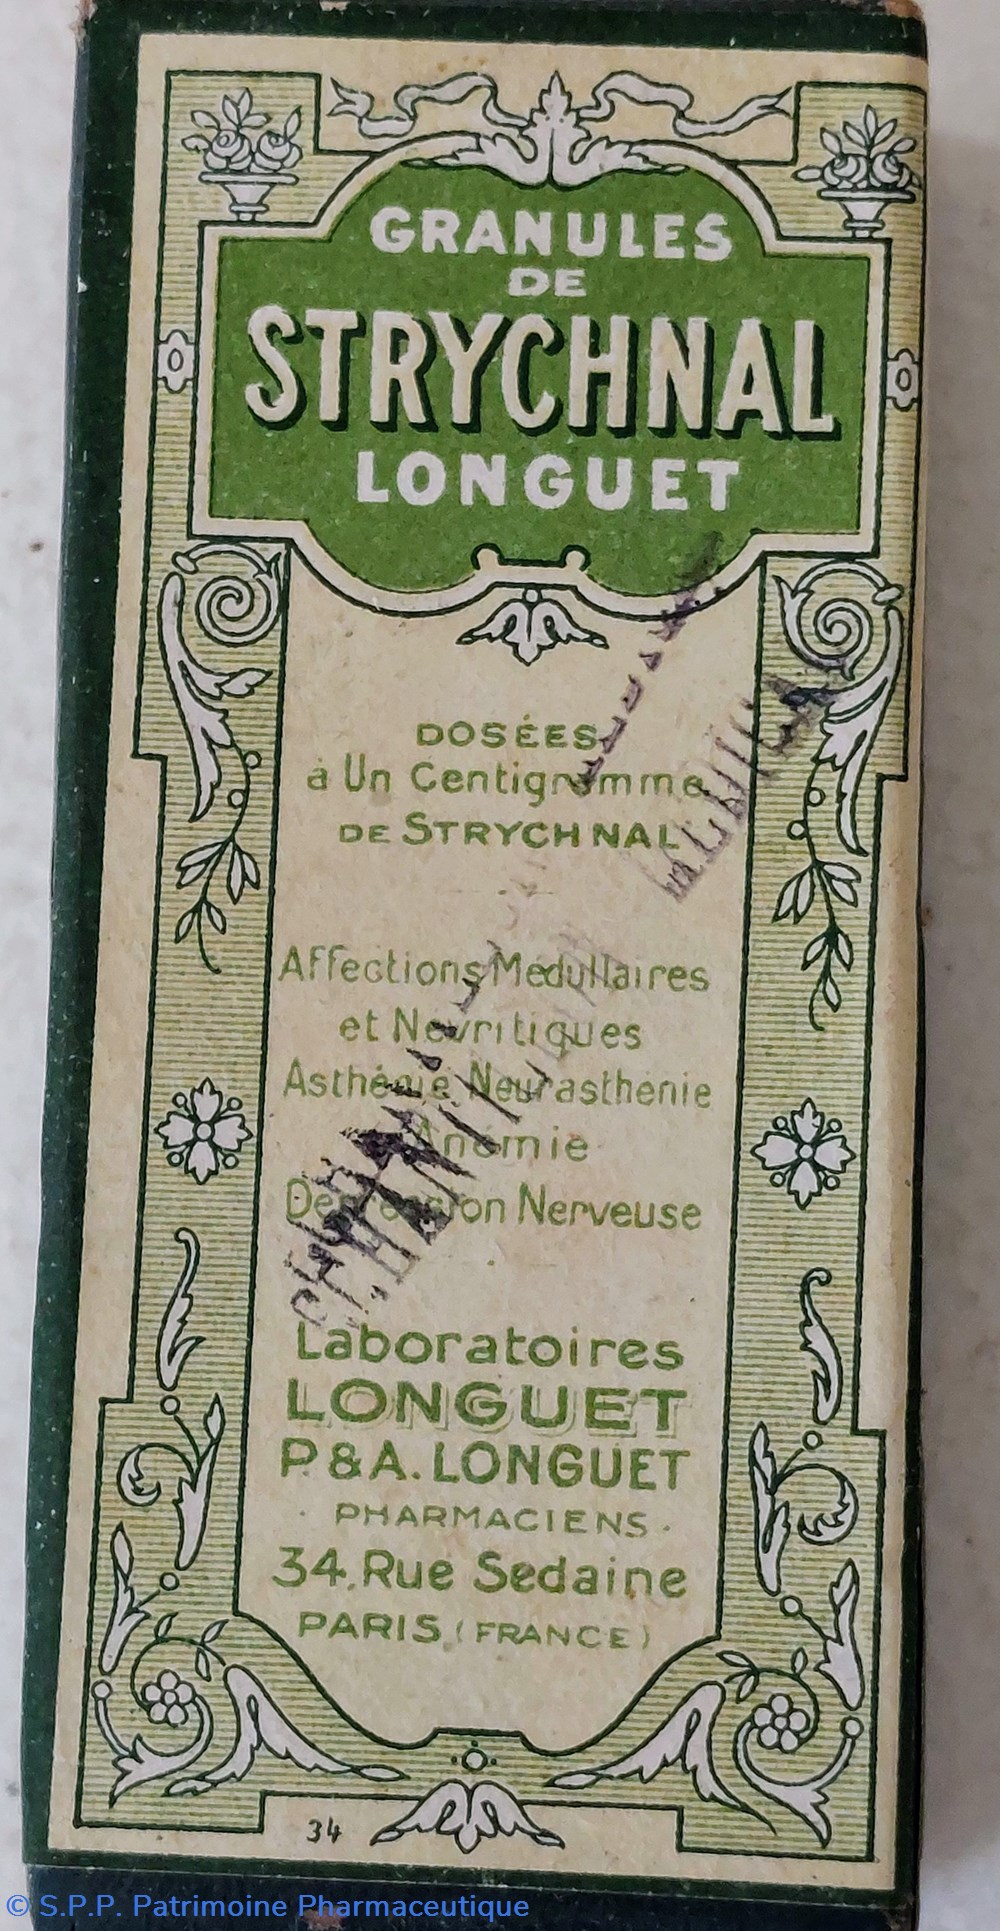 GRANULES
DE
STRYCHNAL
LONGUET
DOSÉES
à Un Centigramme
DE STRYCHNAL
Affections Medullaires
et Nevritiques
Asthénie Neurasthenie
Anémie
Depression Nerveuse
Laboratoires
LONGUET
P. & A. LONGUET
PHARMACIENS
34, Rue Sedaine
PARIS, (FRANCE)
34
© S.P.P. Patrimoine Pharmaceutique